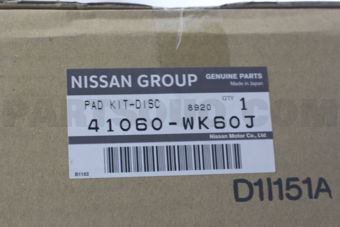 NISSAN GROUP GENUINE PARTS
Made in Japan
PAD KIT-DISC 8920 QTY 1
41060-WK60J
Nissan Motor Co., Ltd
B1182
D1I151A